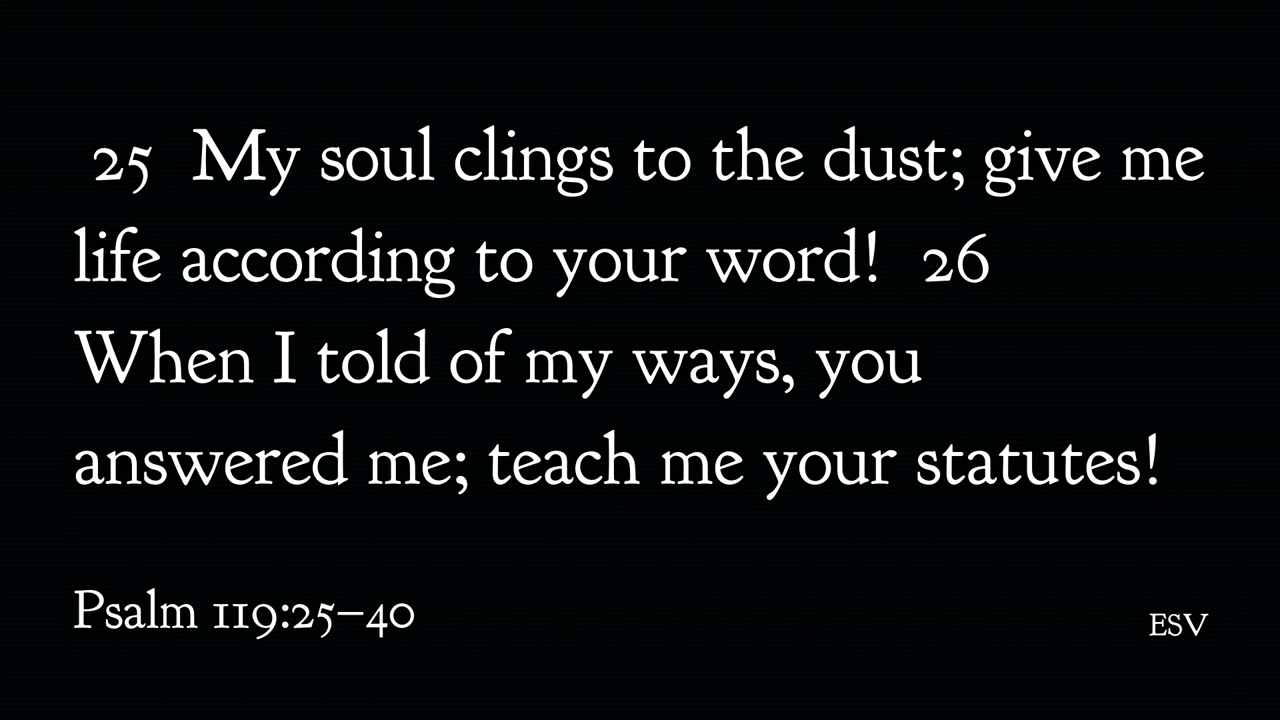 25 My soul clings to the dust; give me
life according to your word! 26
When I told of my ways, you
answered me; teach me your statutes!
Psalm 119:25–40
ESV